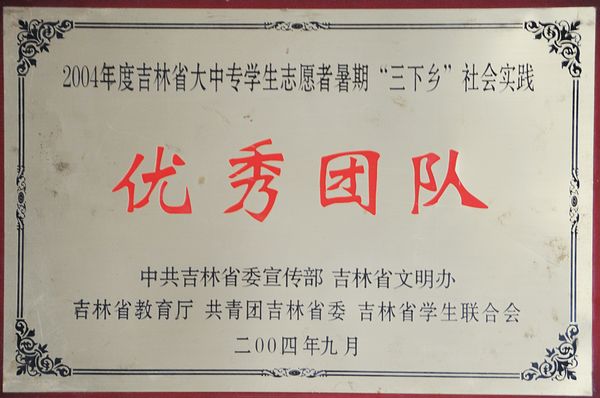 2004年度吉林省大中专学生志愿者暑期“三下乡”社会实践
优秀团队
中共吉林省委宣传部 吉林省文明办
吉林省教育厅 共青团吉林省委 吉林省学生联合会
二OO四年九月